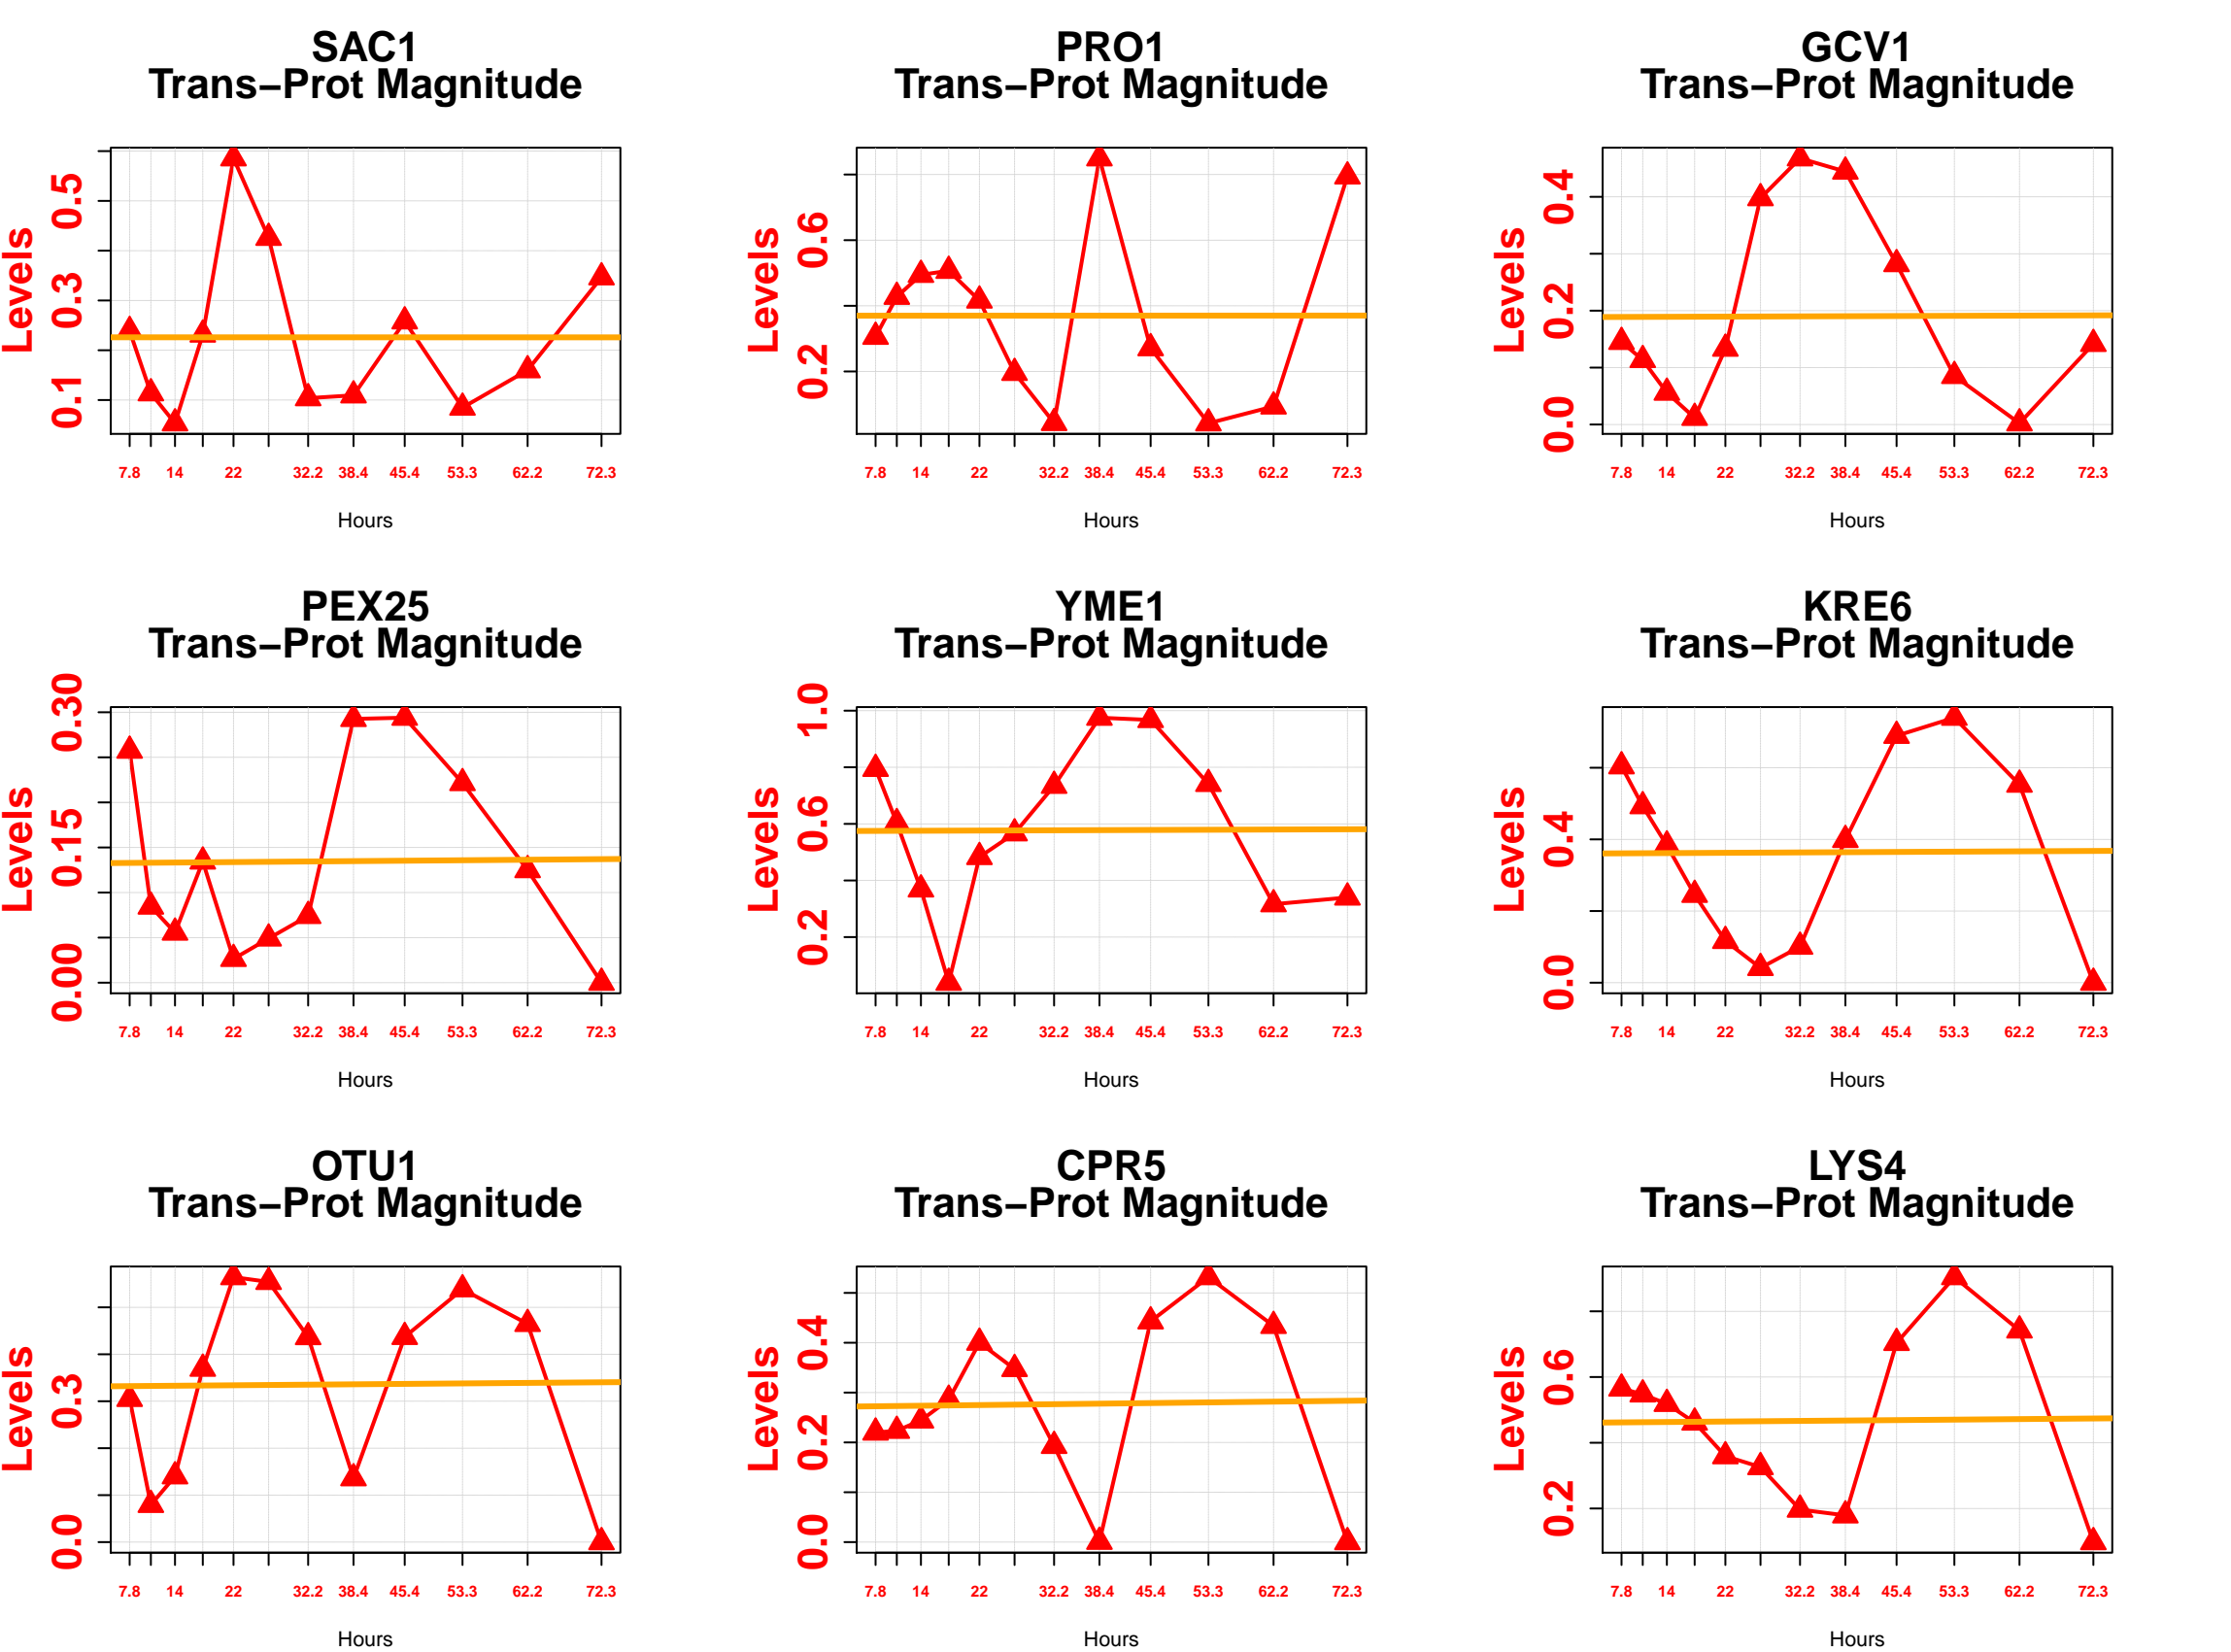 SAC1
Trans–Prot Magnitude
Levels
0.1 0.3 0.5
7.8 14 22 32.2 38.4 45.4 53.3 62.2 72.3
Hours
PRO1
Trans–Prot Magnitude
Levels
0.2 0.6
7.8 14 22 32.2 38.4 45.4 53.3 62.2 72.3
Hours
GCV1
Trans–Prot Magnitude
Levels
0.0 0.2 0.4
7.8 14 22 32.2 38.4 45.4 53.3 62.2 72.3
Hours
PEX25
Trans–Prot Magnitude
Levels
0.00 0.15 0.30
7.8 14 22 32.2 38.4 45.4 53.3 62.2 72.3
Hours
YME1
Trans–Prot Magnitude
Levels
0.2 0.6 1.0
7.8 14 22 32.2 38.4 45.4 53.3 62.2 72.3
Hours
KRE6
Trans–Prot Magnitude
Levels
0.0 0.4
7.8 14 22 32.2 38.4 45.4 53.3 62.2 72.3
Hours
OTU1
Trans–Prot Magnitude
Levels
0.0 0.3
7.8 14 22 32.2 38.4 45.4 53.3 62.2 72.3
Hours
CPR5
Trans–Prot Magnitude
Levels
0.0 0.2 0.4
7.8 14 22 32.2 38.4 45.4 53.3 62.2 72.3
Hours
LYS4
Trans–Prot Magnitude
Levels
0.2 0.6
7.8 14 22 32.2 38.4 45.4 53.3 62.2 72.3
Hours